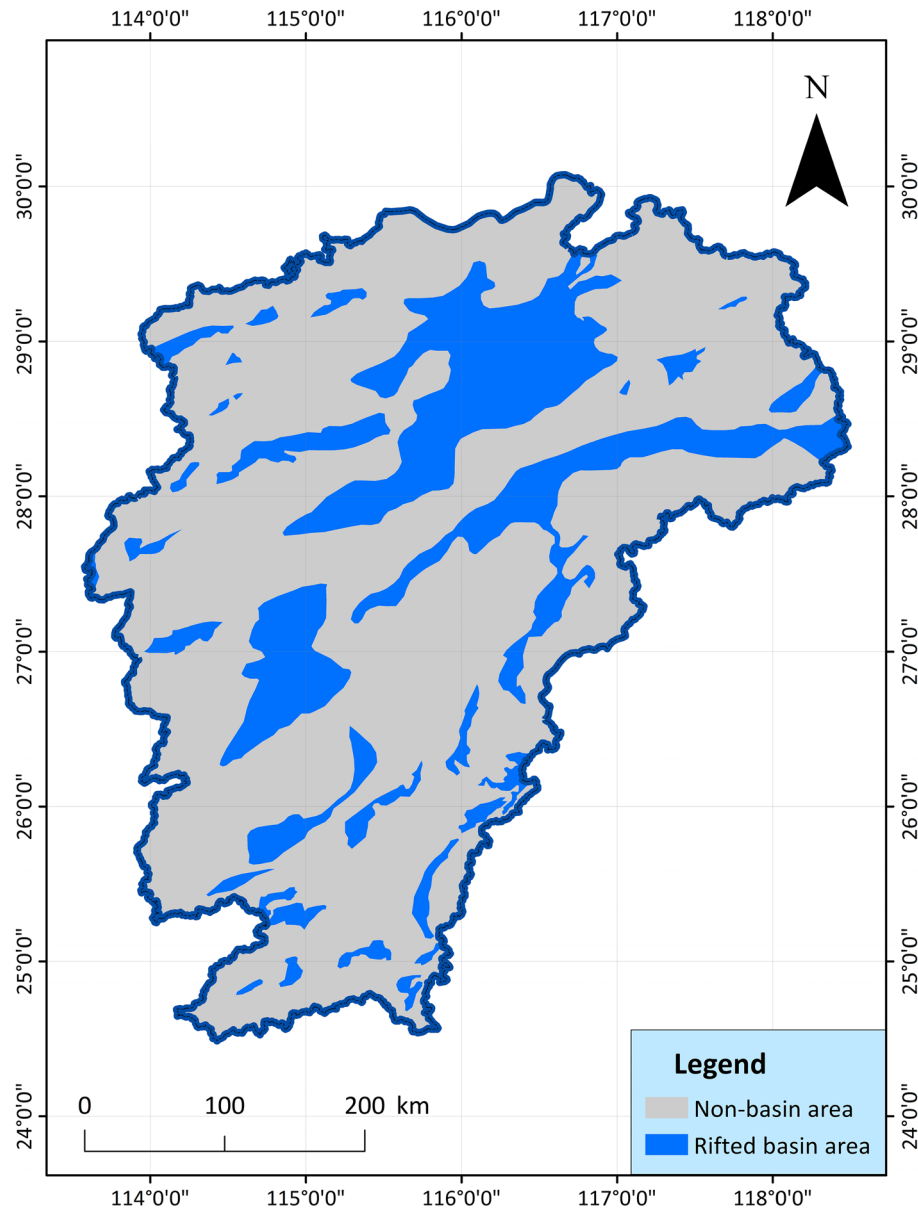 114°0'0" 115°0'0" 116°0'0" 117°0'0" 118°0'0"
N
30°0'0" 30°0'0"
29°0'0" 29°0'0"
28°0'0" 28°0'0"
27°0'0" 27°0'0"
26°0'0" 26°0'0"
25°0'0" 25°0'0"
24°0'0" 24°0'0"
Legend
Non-basin area
Rifted basin area
0 100 200 km
114°0'0" 115°0'0" 116°0'0" 117°0'0" 118°0'0"